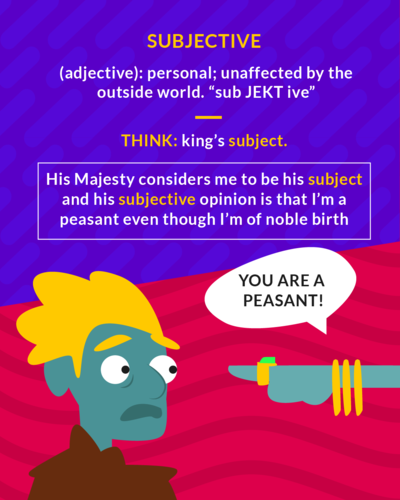 SUBJECTIVE
(adjective): personal; unaffected by the
outside world. “sub JEKT ive”
THINK: king’s subject.
His Majesty considers me to be his subject
and his subjective opinion is that I’m a
peasant even though I’m of noble birth
YOU ARE A
PEASANT!